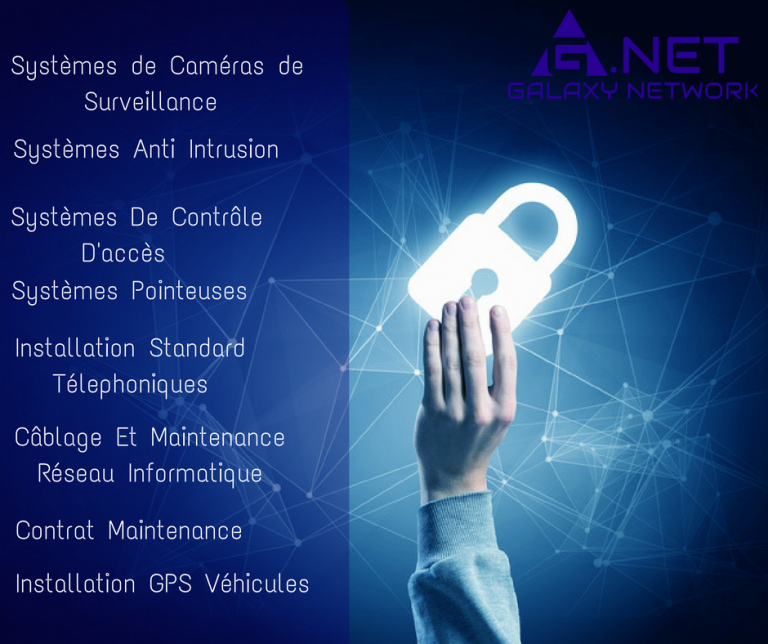 Systèmes de Caméras de
Surveillance
Systèmes Anti Intrusion
Systèmes De Contrôle
D'accès
Systèmes Pointeuses
Installation Standard
Télephoniques
Câblage Et Maintenance
Réseau Informatique
Contrat Maintenance
Installation GPS Véhicules
G.NET
GALAXY NETWORK